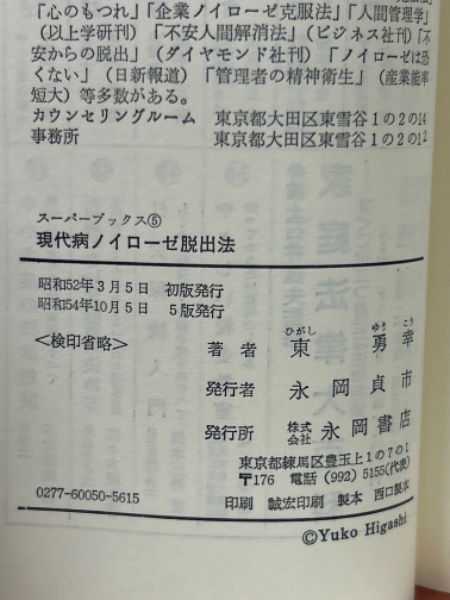 「心のもつれ」「企業ノイローゼ克服法」「人間管理学」
(以上学研刊)「不安人間解消法」(ビジネス社刊)「不
安からの脱出」(ダイヤモンド社刊)「ノイローゼは恐
くない」(日新報道)「管理者の精神衛生」(産業能率
短大)等多数がある。
カウンセリングルーム 東京都大田区東雪谷1の2の14
事務所 東京都大田区東雪谷1の2の12
スーパーブックス⑤
現代病ノイローゼ脱出法
昭和52年3月5日 初版発行
昭和54年10月5日 5版発行
<検印省略>
ひがし ゆう こう
著者 東 勇幸
発行者 永岡貞市
発行所 株式会社 永岡書店
東京都練馬区豊玉上1の7の1
〒176 電話(992)5155(代表)
0277-60050-5615
印刷 誠宏印刷 製本 西口製本
©Yuko Higashi